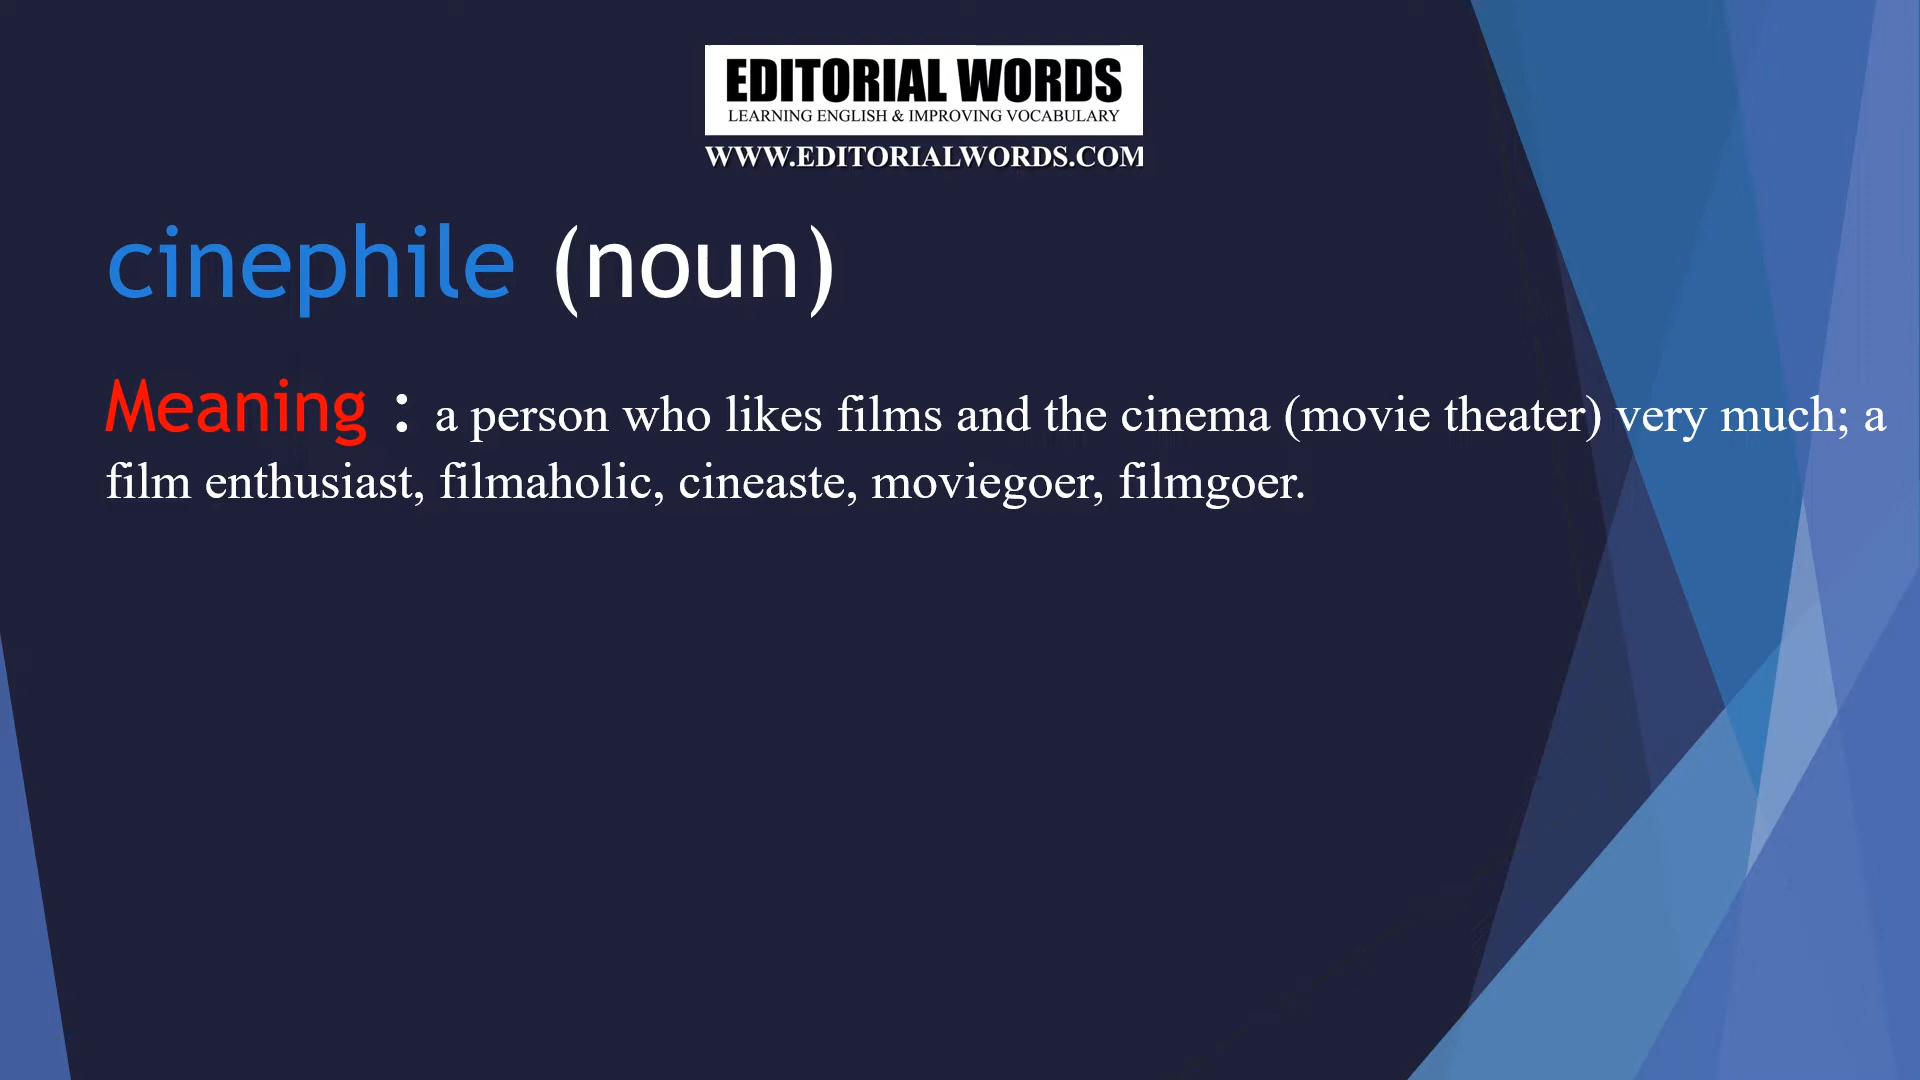 EDITORIAL WORDS
LEARNING ENGLISH & IMPROVING VOCABULARY
WWW.EDITORIALWORDS.COM
cinephile (noun)
Meaning : a person who likes films and the cinema (movie theater) very much; a
film enthusiast, filmaholic, cineaste, moviegoer, filmgoer.